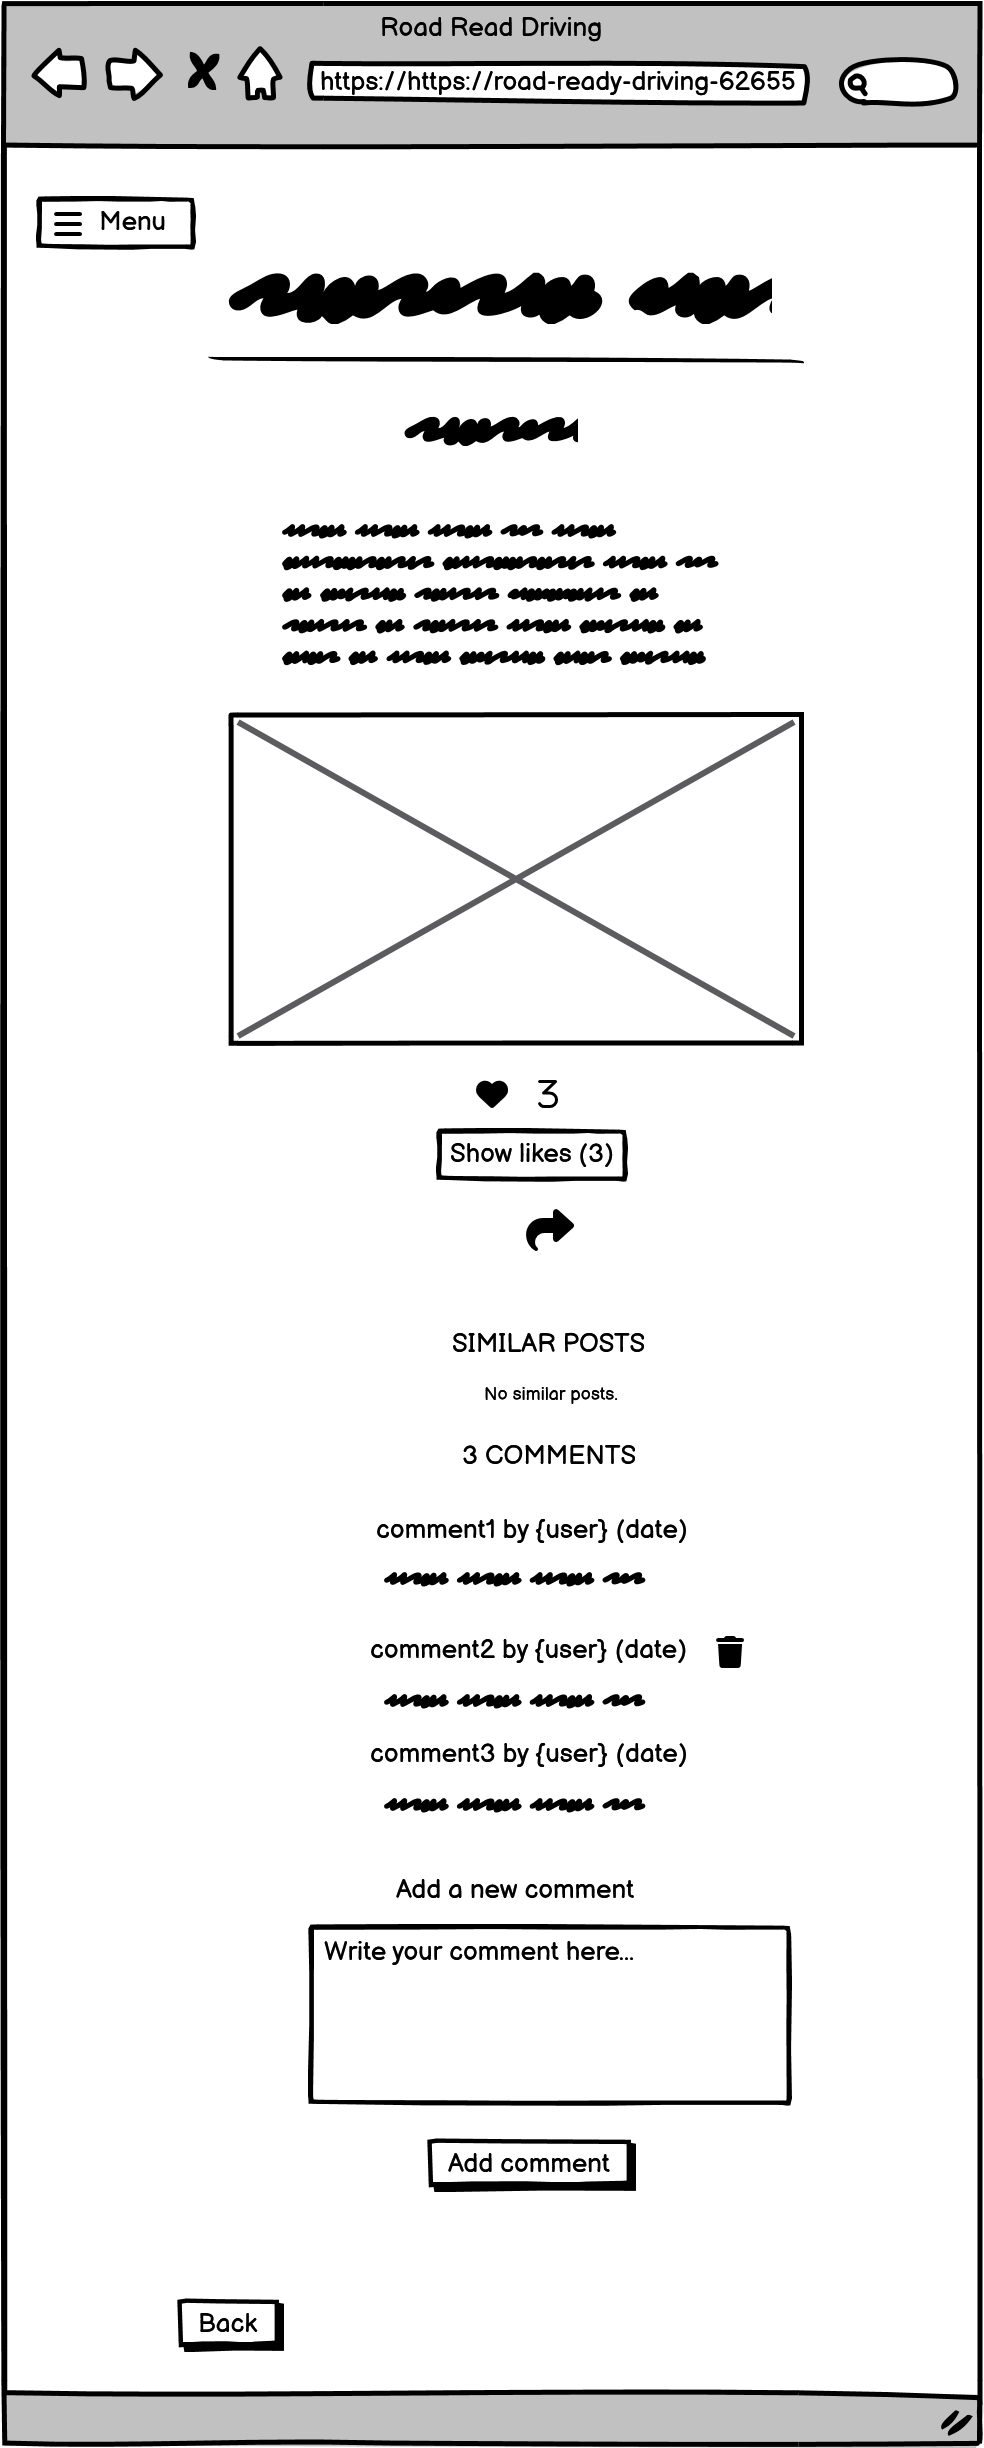 Road Read Driving
https://https://road-ready-driving-62655
Menu
3
Show likes (3)
SIMILAR POSTS
No similar posts.
3 COMMENTS
comment1 by {user} (date)
comment2 by {user} (date)
comment3 by {user} (date)
Add a new comment
Write your comment here...
Add comment
Back